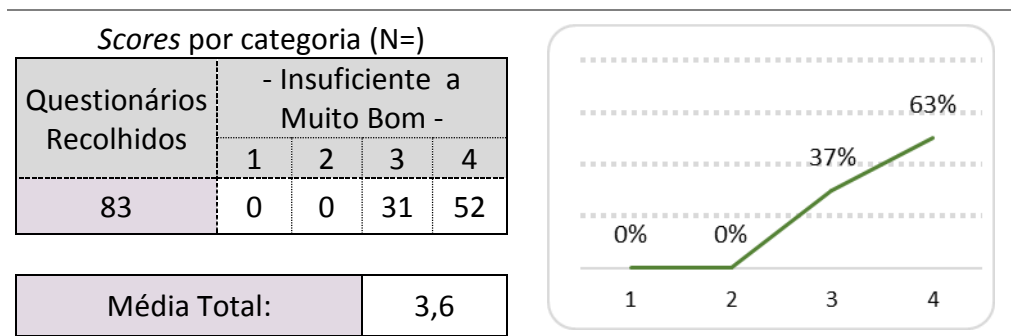 Scores por categoria (N=)
Questionários
Recolhidos
- Insuficiente a
Muito Bom -
1 2 3 4
83 0 0 31 52
Média Total: 3,6
63%
37%
0% 0%
1 2 3 4